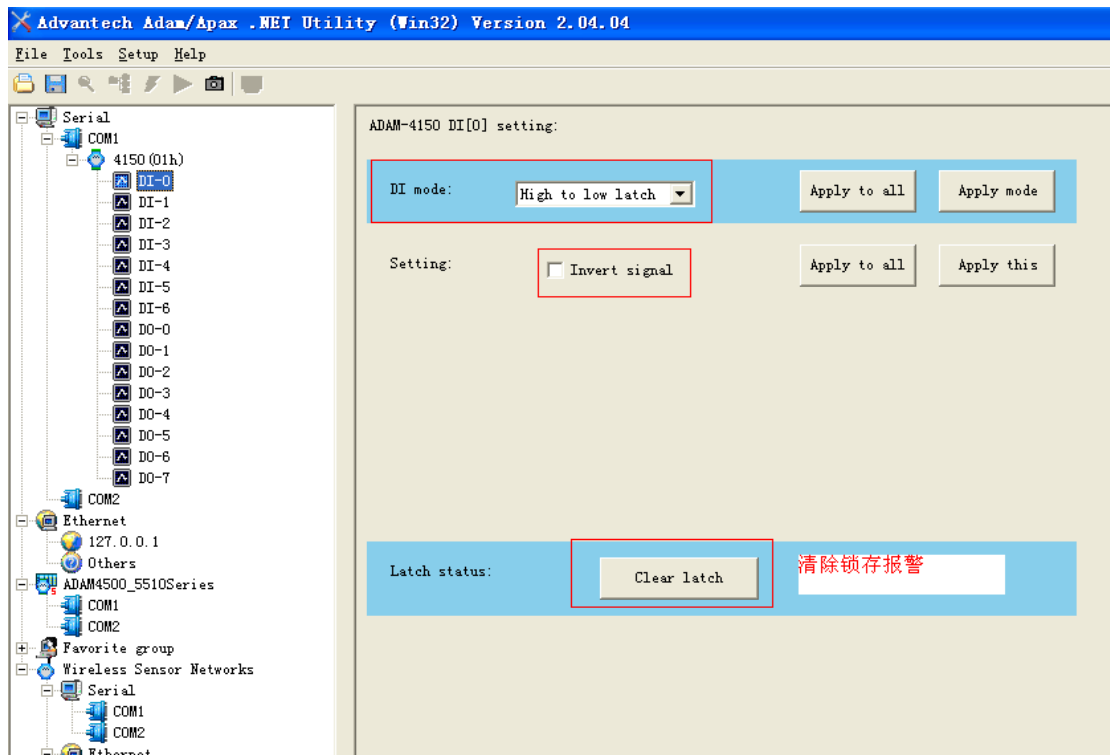 Advantech Adam/Apax .NET Utility (Win32) Version 2.04.04
File Tools Setup Help
Serial
COM1
4150(01h)
DI-0
DI-1
DI-2
DI-3
DI-4
DI-5
DI-6
DO-0
DO-1
DO-2
DO-3
DO-4
DO-5
DO-6
DO-7
COM2
Ethernet
127.0.0.1
Others
ADAM4500_5510Series
COM1
COM2
Favorite group
Wireless Sensor Networks
Serial
COM1
COM2
Ethernet
ADAM-4150 DI[0] setting:
DI mode: High to low latch Apply to all Apply mode
Setting: Invert signal Apply to all Apply this
Latch status: Clear latch 清除锁存报警